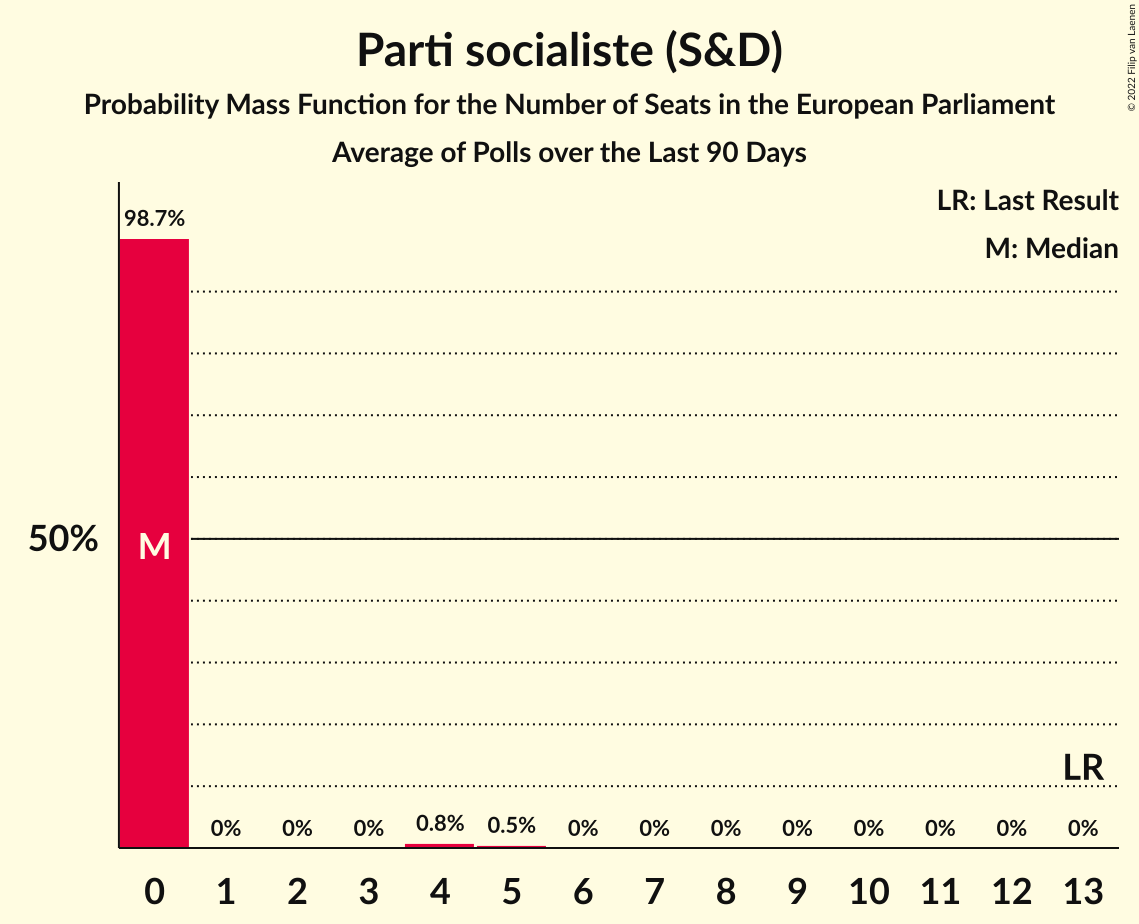 Parti socialiste (S&D)
Probability Mass Function for the Number of Seats in the European Parliament
Average of Polls over the Last 90 Days
© 2022 Filip van Laenen
LR: Last Result
M: Median
98.7%
50%
M
LR
0% 0% 0% 0.8% 0.5% 0% 0% 0% 0% 0% 0% 0% 0%
0 1 2 3 4 5 6 7 8 9 10 11 12 13